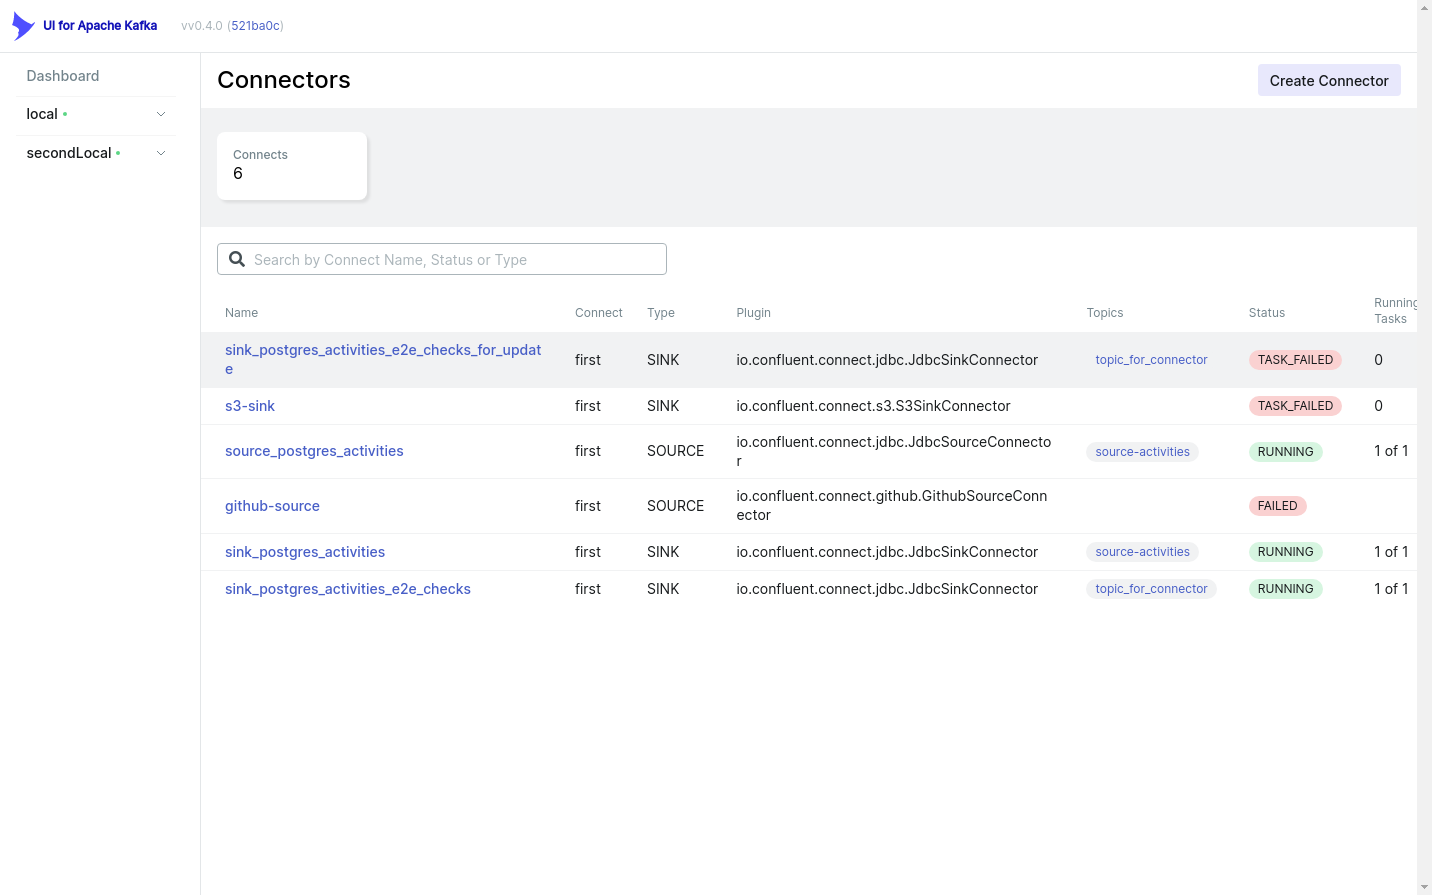 UI for Apache Kafka vv0.4.0 (521ba0c)
Dashboard
local
secondLocal
Connectors
Create Connector
Connects
6
Search by Connect Name, Status or Type
Name Connect Type Plugin Topics Status Running
Tasks
sink_postgres_activities_e2e_checks_for_updat
e
first SINK io.confluent.connect.jdbc.JdbcSinkConnector topic_for_connector TASK_FAILED 0
s3-sink first SINK io.confluent.connect.s3.S3SinkConnector TASK_FAILED 0
source_postgres_activities first SOURCE io.confluent.connect.jdbc.JdbcSourceConnecto
r
source-activities RUNNING 1 of 1
github-source first SOURCE io.confluent.connect.github.GithubSourceConn
ector
FAILED
sink_postgres_activities first SINK io.confluent.connect.jdbc.JdbcSinkConnector source-activities RUNNING 1 of 1
sink_postgres_activities_e2e_checks first SINK io.confluent.connect.jdbc.JdbcSinkConnector topic_for_connector RUNNING 1 of 1